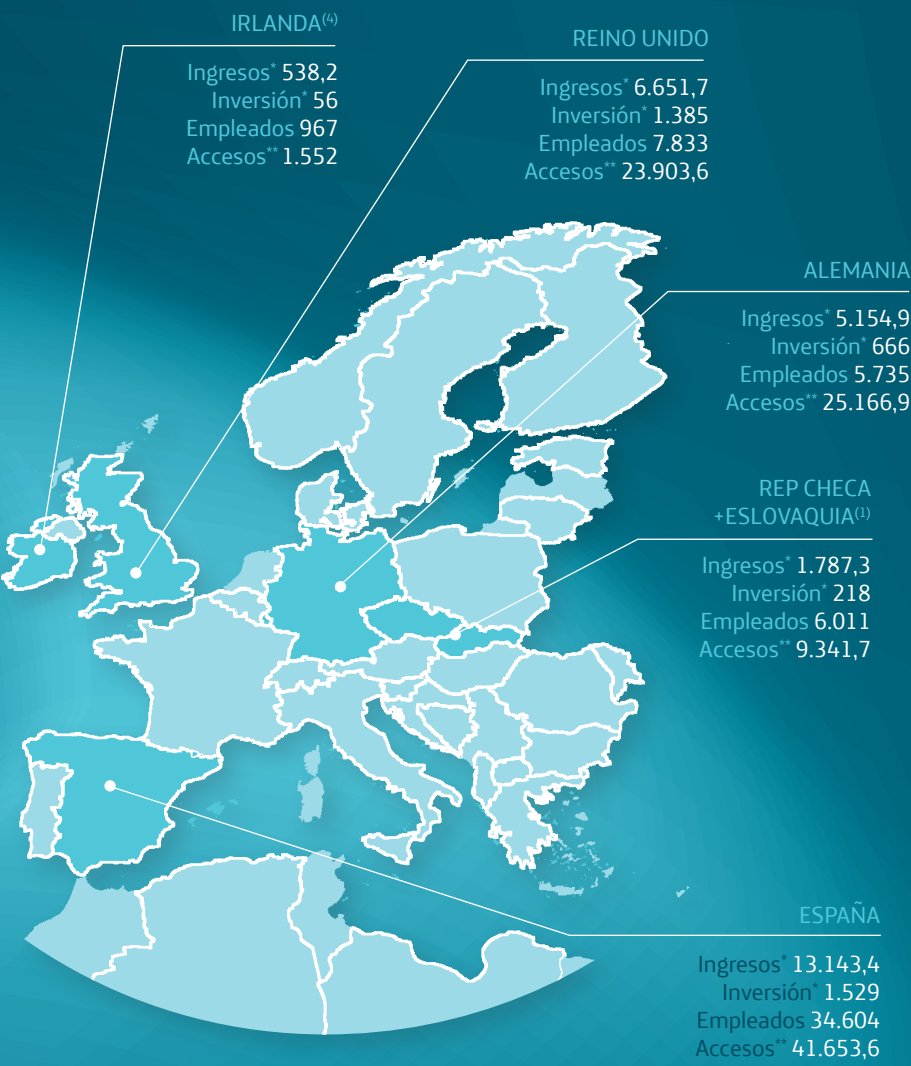 IRLANDA(4)
Ingresos* 538,2
Inversión* 56
Empleados 967
Accesos** 1.552
REINO UNIDO
Ingresos* 6.651,7
Inversión* 1.385
Empleados 7.833
Accesos** 23.903,6
ALEMANIA
Ingresos* 5.154,9
Inversión* 666
Empleados 5.735
Accesos** 25.166,9
REP CHECA
+ESLOVAQUIA(1)
Ingresos* 1.787,3
Inversión* 218
Empleados 6.011
Accesos** 9.341,7
ESPAÑA
Ingresos* 13.143,4
Inversión* 1.529
Empleados 34.604
Accesos** 41.653,6